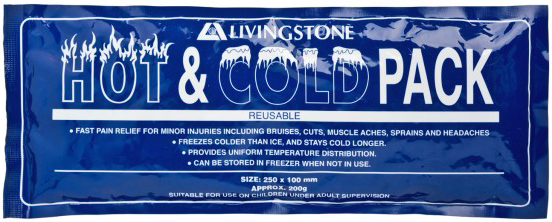 LIVINGSTONE
HOT & COLD PACK
REUSABLE
• FAST PAIN RELIEF FOR MINOR INJURIES INCLUDING BRUISES, CUTS, MUSCLE ACHES, SPRAINS AND HEADACHES
• FREEZES COLDER THAN ICE, AND STAYS COLD LONGER.
• PROVIDES UNIFORM TEMPERATURE DISTRIBUTION.
• CAN BE STORED IN FREEZER WHEN NOT IN USE.
SIZE: 250 x 100 mm
APPROX. 200g
SUITABLE FOR USE ON CHILDREN UNDER ADULT SUPERVISION